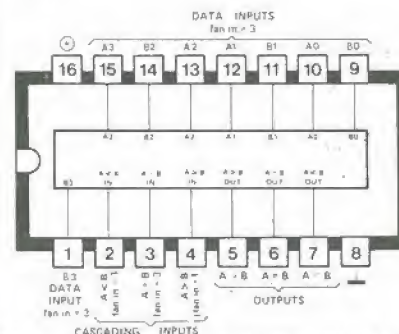 DATA INPUTS
fan in = 3
A3 B2 A2 A1 B1 A0 B0
16 15 14 13 12 11 10 9
A3 B2 A2 A1 B1 A0 B0
A < B A = B A > B A > B A = B A < B
B3 IN IN IN OUT OUT OUT
1 2 3 4 5 6 7 8
B3
DATA
INPUT
fan in = 3
A < B
fan in = 1
A = B
fan in = 3
A > B
fan in = 1
A > B A = B A < B
OUTPUTS
CASCADING INPUTS